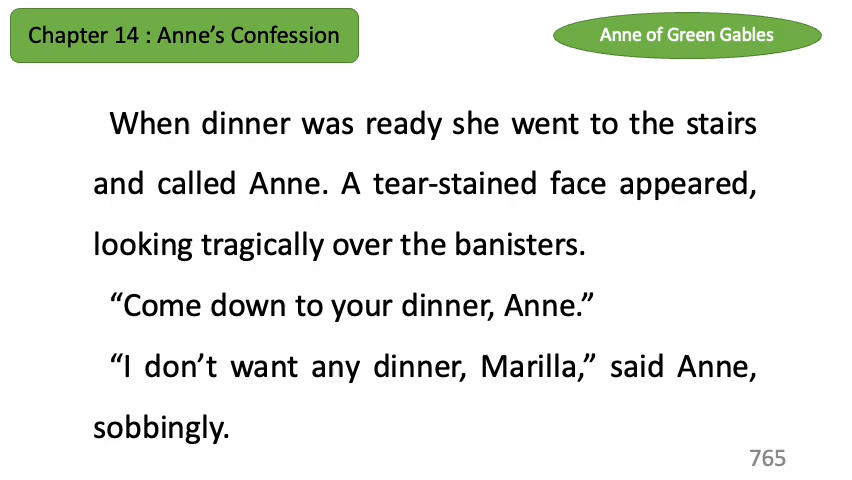 Chapter 14 : Anne’s Confession
Anne of Green Gables
When dinner was ready she went to the stairs
and called Anne. A tear-stained face appeared,
looking tragically over the banisters.
“Come down to your dinner, Anne.”
“I don’t want any dinner, Marilla,” said Anne,
sobbingly.
765